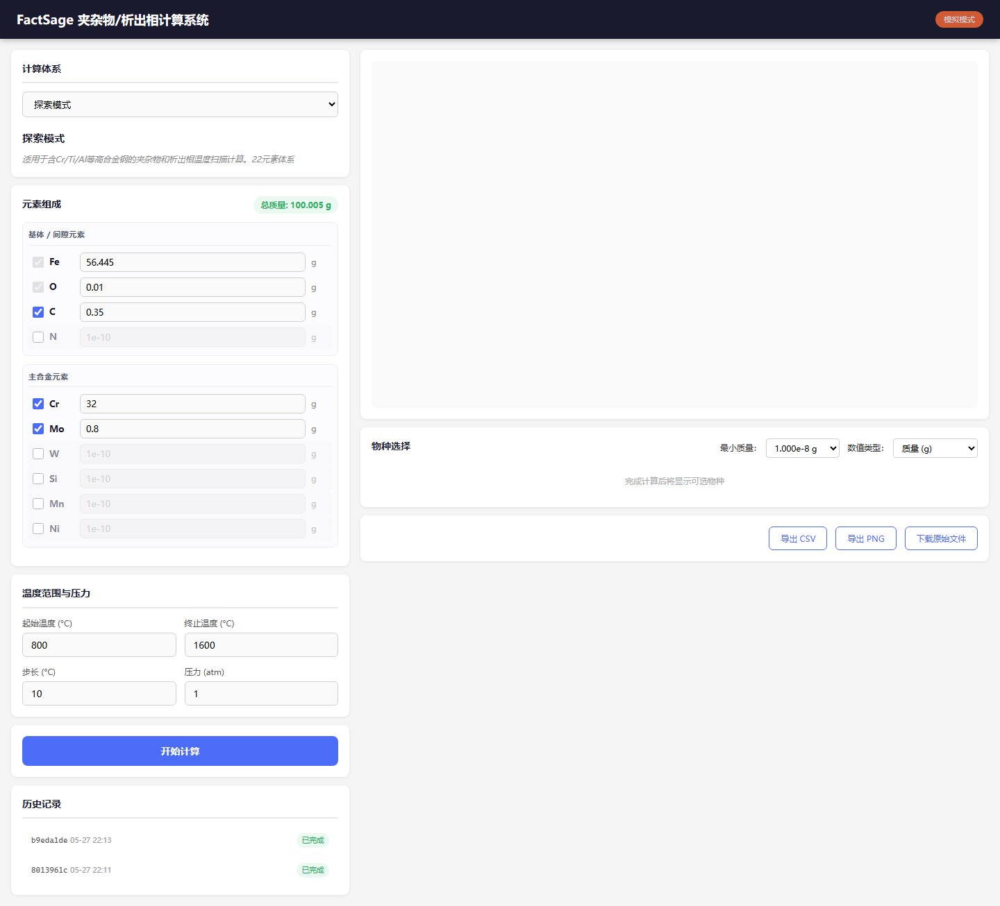 FactSage 夹杂物/析出相计算系统
模拟模式
计算体系
探索模式
探索模式
适用于含Cr/Ti/Al等高合金钢的夹杂物和析出相温度扫描计算。22元素体系
元素组成
总质量: 100.005 g
基体 / 间隙元素
Fe 56.445 g
O 0.01 g
C 0.35 g
N 1e-10 g
主合金元素
Cr 32 g
Mo 0.8 g
W 1e-10 g
Si 1e-10 g
Mn 1e-10 g
Ni 1e-10 g
温度范围与压力
起始温度 (°C) 终止温度 (°C)
800 1600
步长 (°C) 压力 (atm)
10 1
开始计算
历史记录
b9eda1de 05-27 22:13 已完成
8013961c 05-27 22:11 已完成
物种选择 最小质量: 1.000e-8 g 数值类型: 质量 (g)
完成计算后将显示可选物种
导出 CSV 导出 PNG 下载原始文件